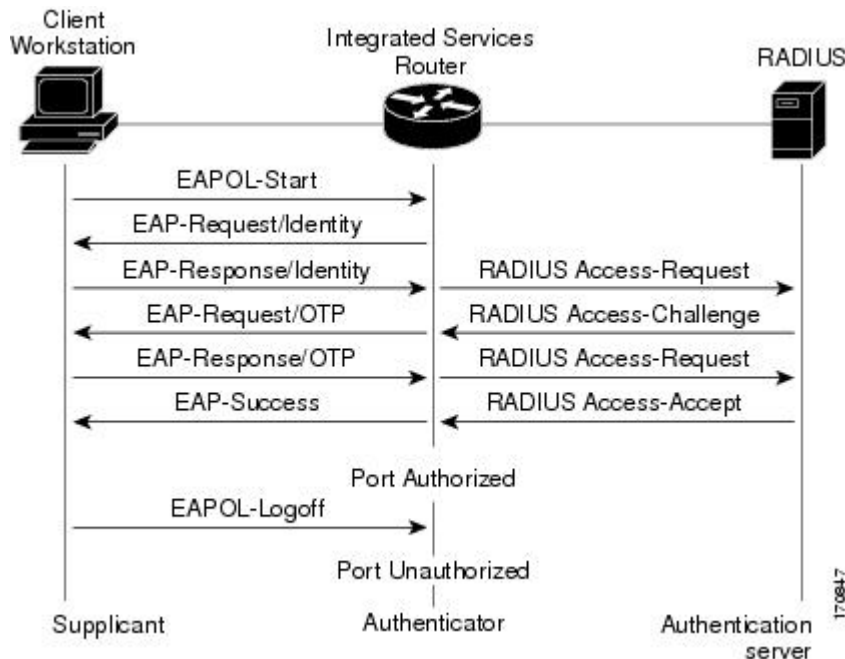 Client
Workstation
Integrated Services
Router
RADIUS
EAPOL-Start
EAP-Request/Identity
EAP-Response/Identity
RADIUS Access-Request
EAP-Request/OTP
RADIUS Access-Challenge
EAP-Response/OTP
RADIUS Access-Request
EAP-Success
RADIUS Access-Accept
Port Authorized
EAPOL-Logoff
Port Unauthorized
170847
Supplicant
Authenticator
Authentication
server